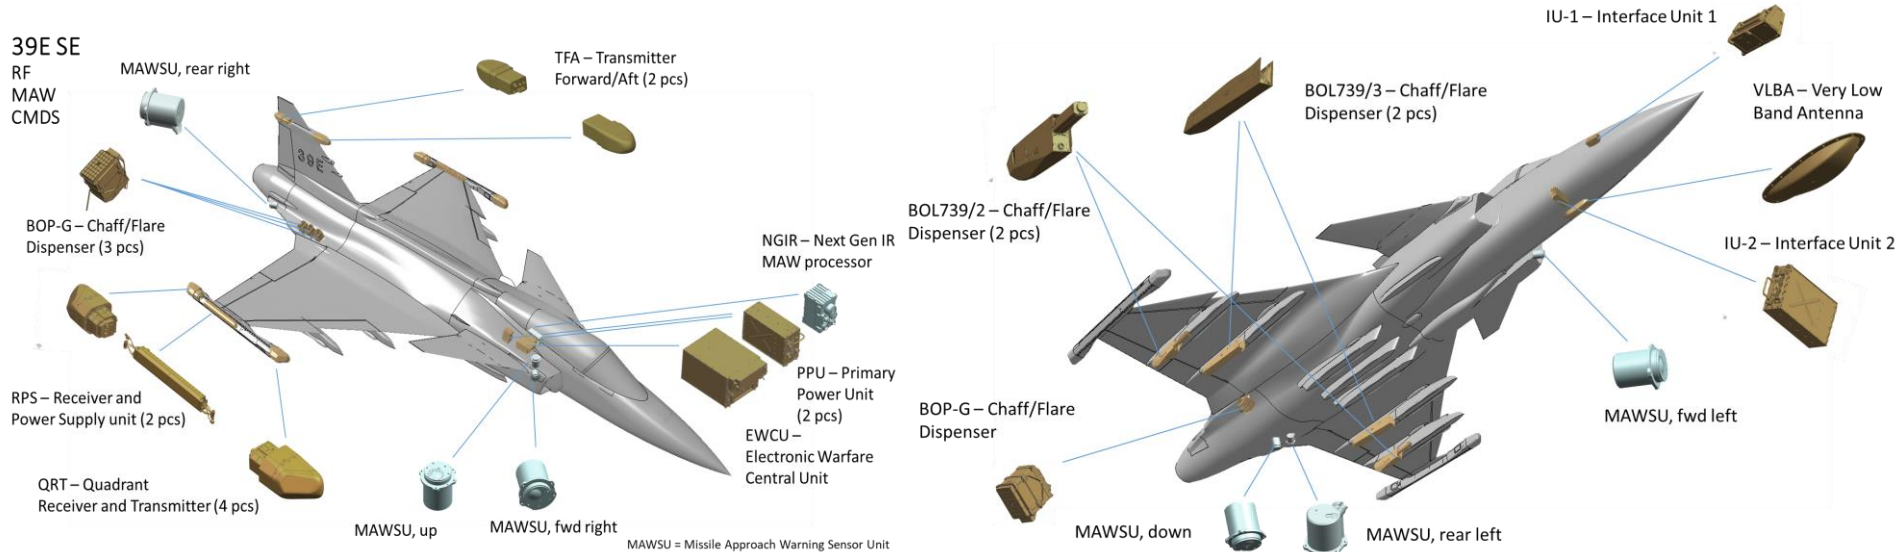 39E SE
RF
MAW
CMDS
MAWSU, rear right
TFA – Transmitter
Forward/Aft (2 pcs)
39E
BOP-G – Chaff/Flare
Dispenser (3 pcs)
NGIR – Next Gen IR
MAW processor
RPS – Receiver and
Power Supply unit (2 pcs)
PPU – Primary
Power Unit
(2 pcs)
EWCU –
Electronic Warfare
Central Unit
QRT – Quadrant
Receiver and Transmitter (4 pcs)
MAWSU, up
MAWSU, fwd right
MAWSU = Missile Approach Warning Sensor Unit
IU-1 – Interface Unit 1
BOL739/3 – Chaff/Flare
Dispenser (2 pcs)
VLBA – Very Low
Band Antenna
BOL739/2 – Chaff/Flare
Dispenser (2 pcs)
IU-2 – Interface Unit 2
BOP-G – Chaff/Flare
Dispenser
MAWSU, fwd left
MAWSU, down
MAWSU, rear left